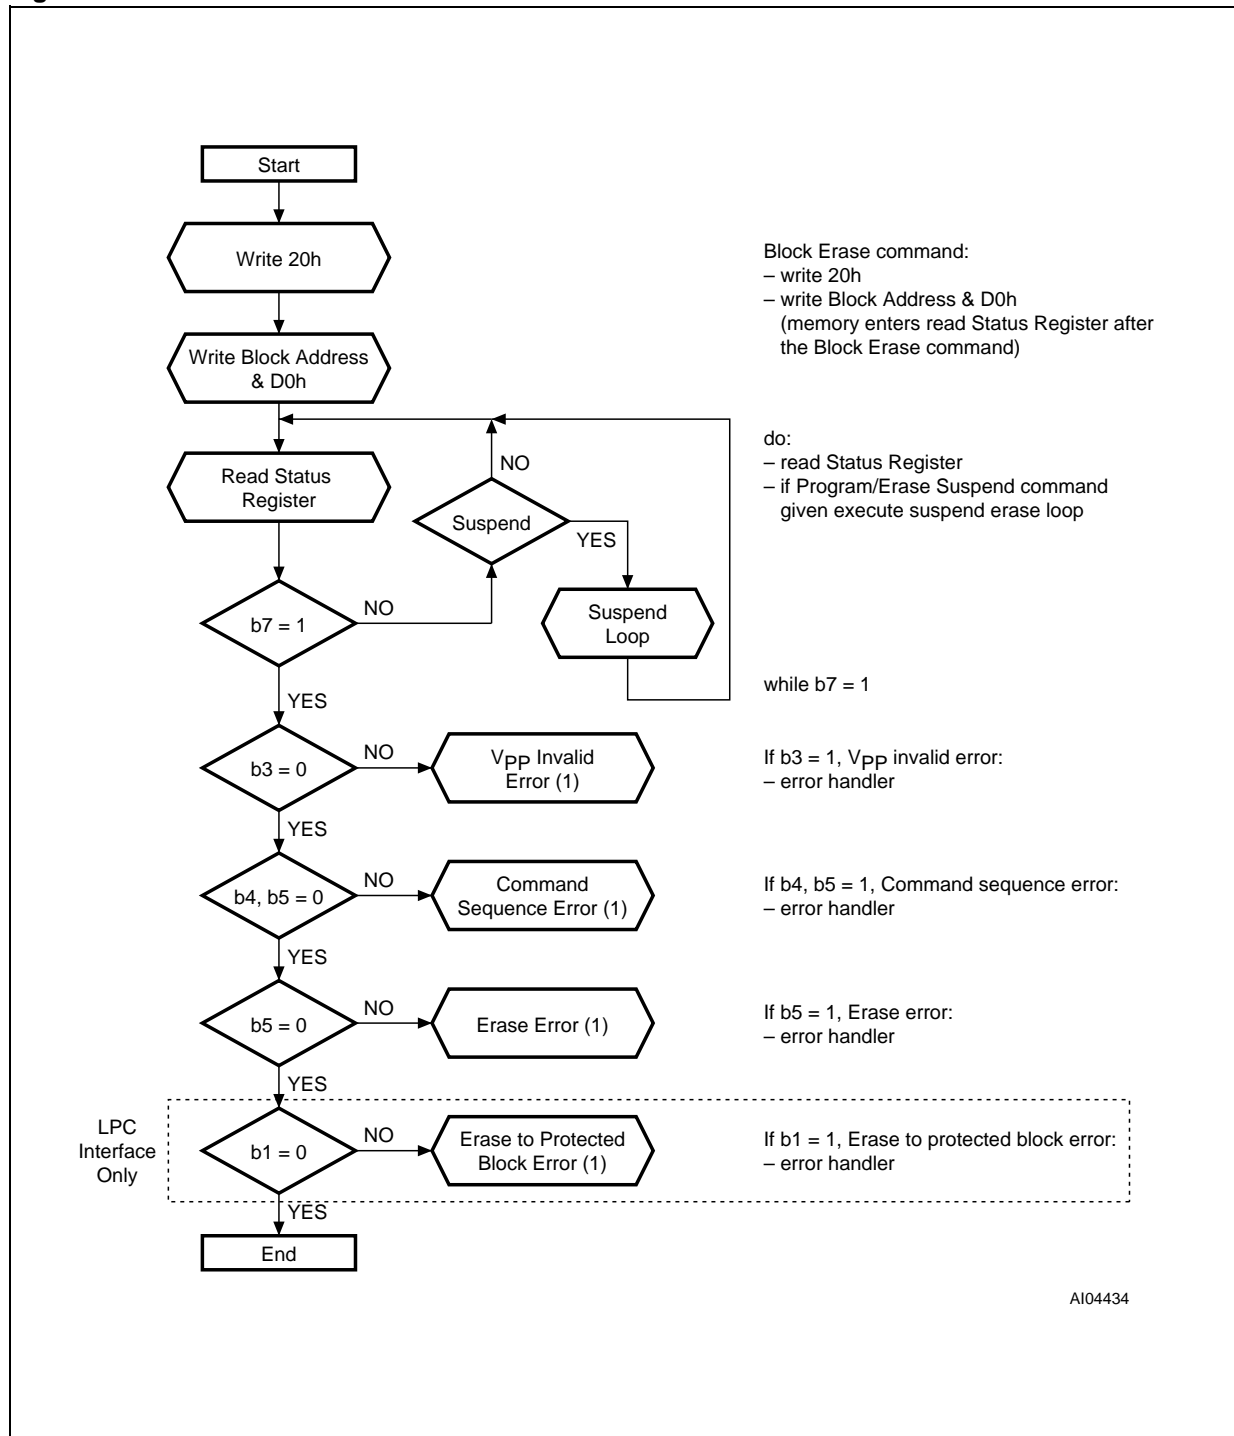 Start
Write 20h
Block Erase command:
– write 20h
– write Block Address & D0h
(memory enters read Status Register after
the Block Erase command)
Write Block Address
& D0h
do:
– read Status Register
– if Program/Erase Suspend command
given execute suspend erase loop
Read Status
Register
NO
Suspend
YES
b7 = 1
NO
Suspend
Loop
YES
while b7 = 1
b3 = 0
NO
VPP Invalid
Error (1)
If b3 = 1, VPP invalid error:
– error handler
YES
b4, b5 = 0
NO
Command
Sequence Error (1)
If b4, b5 = 1, Command sequence error:
– error handler
YES
b5 = 0
NO
Erase Error (1)
If b5 = 1, Erase error:
– error handler
YES
LPC
Interface
Only
b1 = 0
NO
Erase to Protected
Block Error (1)
If b1 = 1, Erase to protected block error:
– error handler
YES
End
AI04434